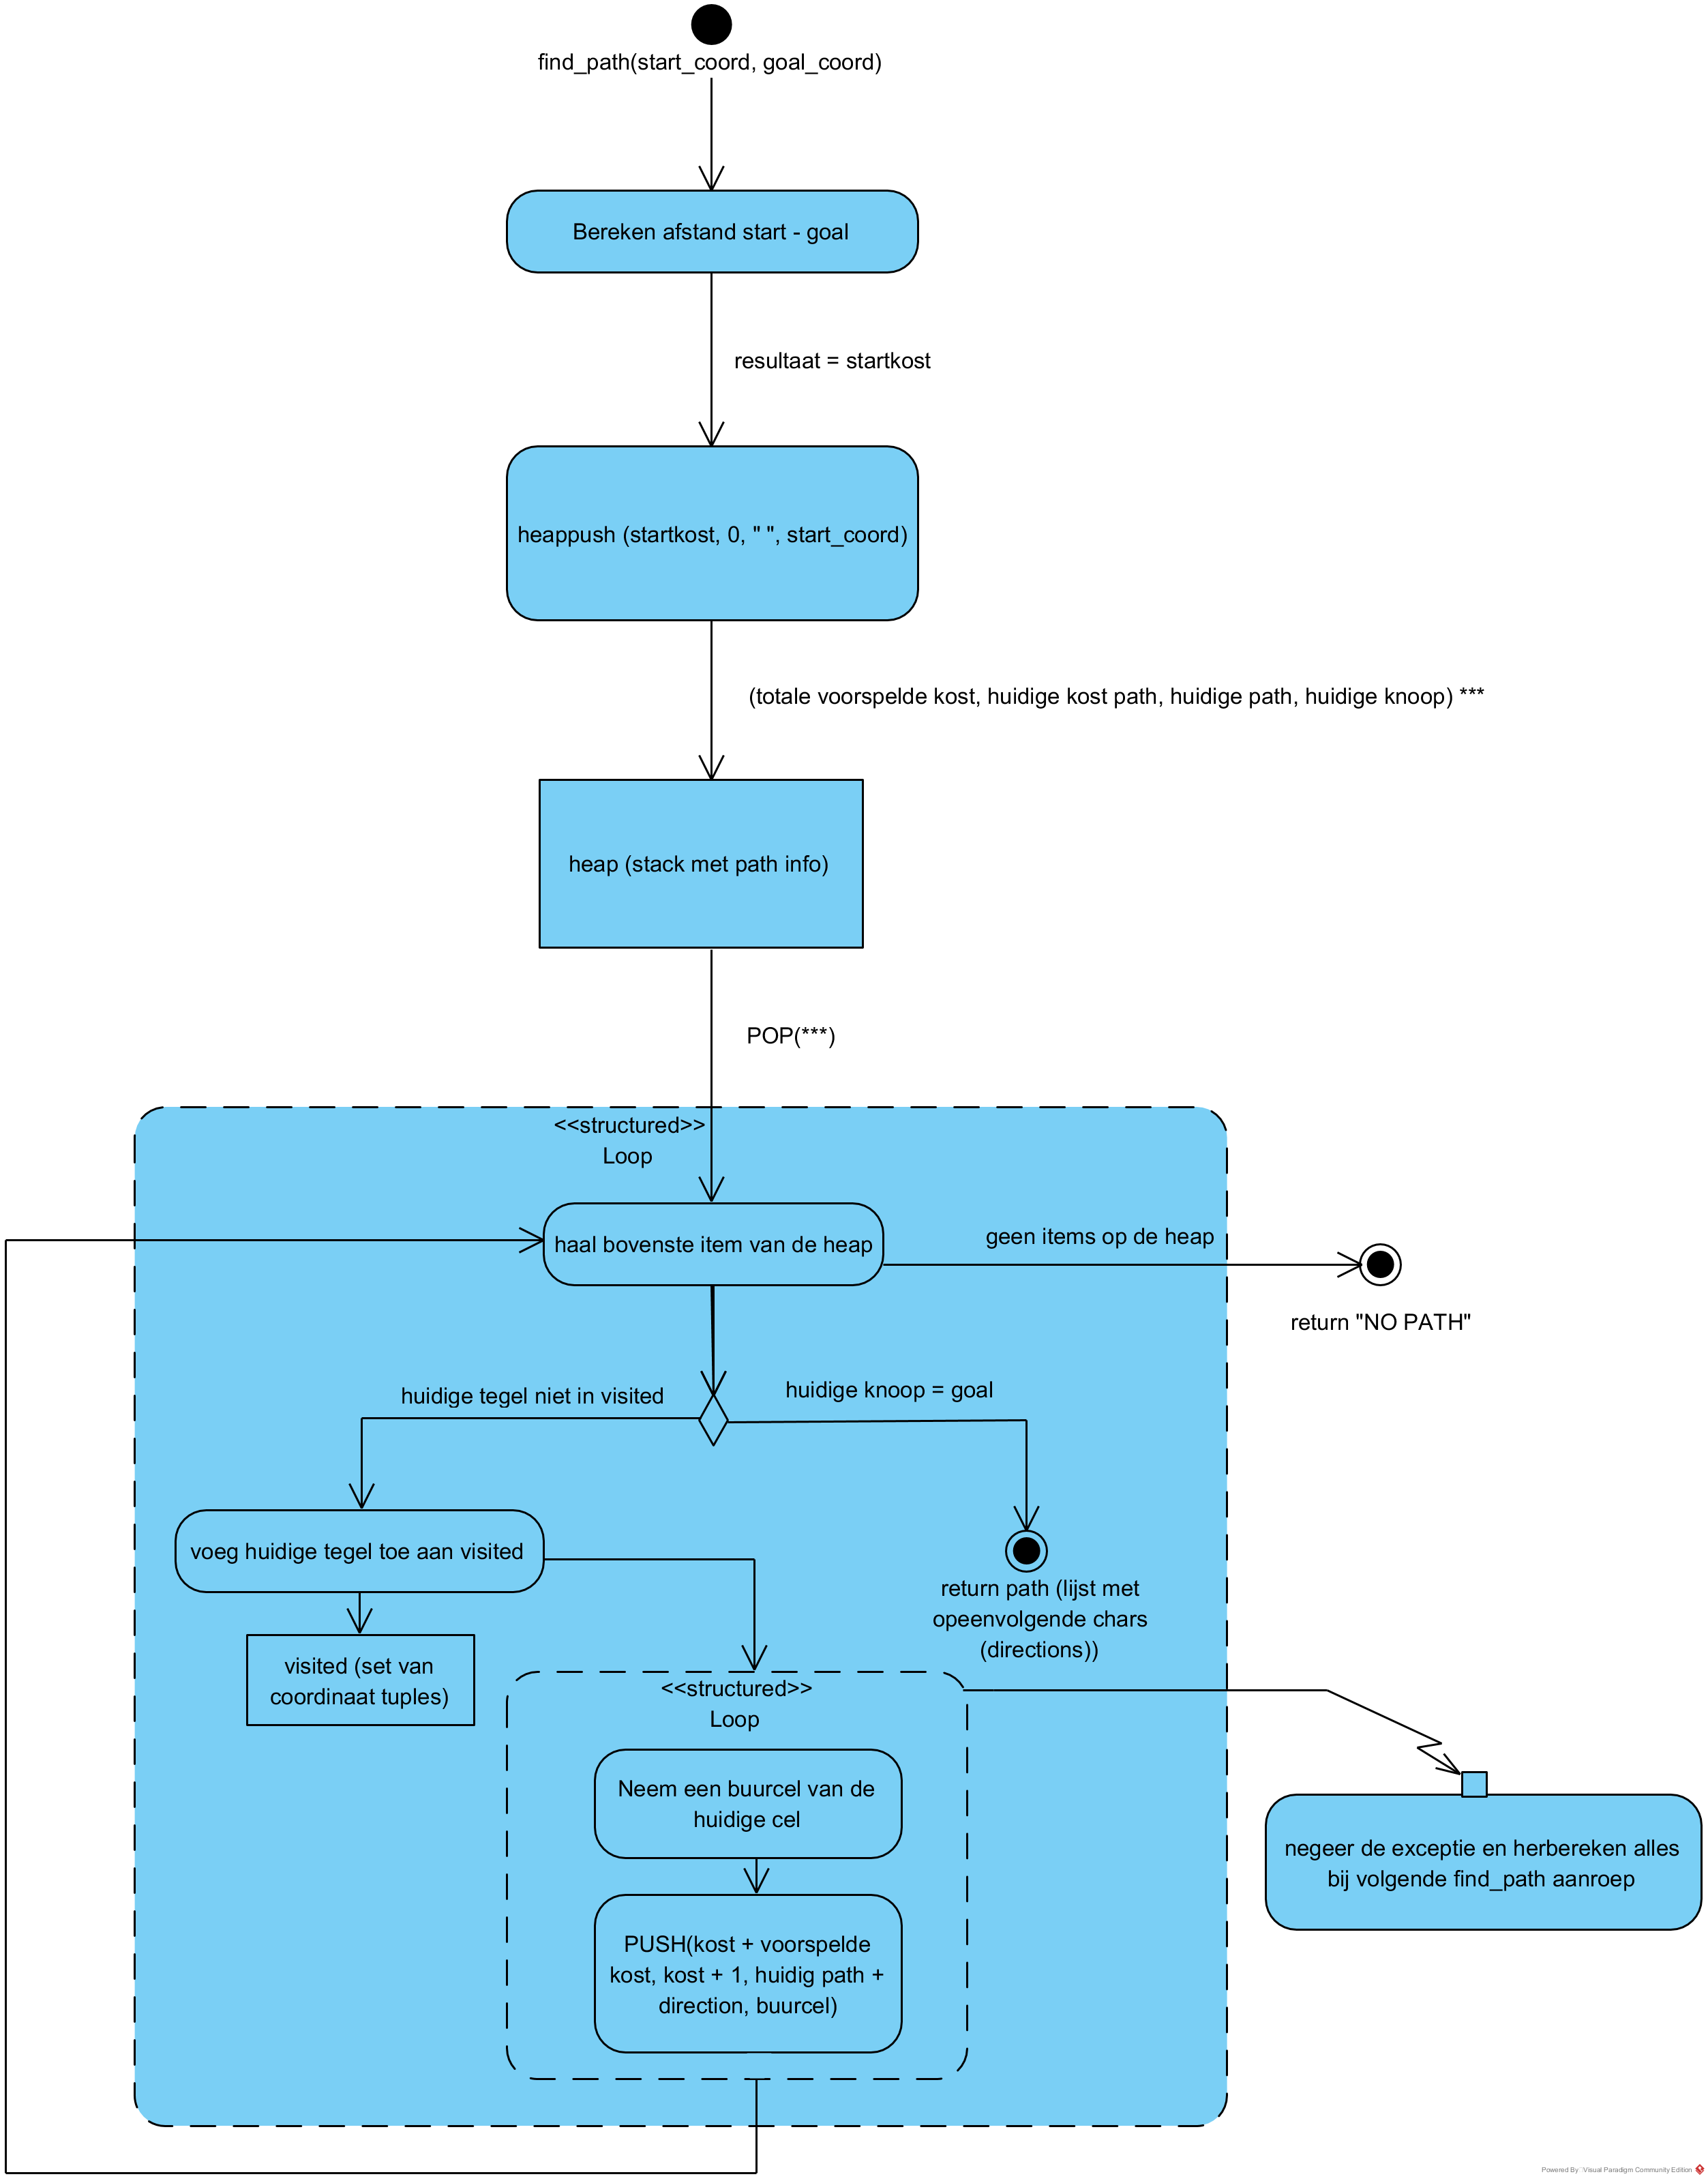 find_path(start_coord, goal_coord)
Bereken afstand start - goal
resultaat = startkost
heappush (startkost, 0, " ", start_coord)
(totale voorspelde kost, huidige kost path, huidige path, huidige knoop) ***
heap (stack met path info)
POP(***)
<<structured>>
Loop
haal bovenste item van de heap
geen items op de heap
return "NO PATH"
huidige tegel niet in visited
huidige knoop = goal
voeg huidige tegel toe aan visited
return path (lijst met
opeenvolgende chars
(directions))
visited (set van
coordinaat tuples)
<<structured>>
Loop
Neem een buurcel van de
huidige cel
negeer de exceptie en herbereken alles
bij volgende find_path aanroep
PUSH(kost + voorspelde
kost, kost + 1, huidig path +
direction, buurcel)
Powered By Visual Paradigm Community Edition